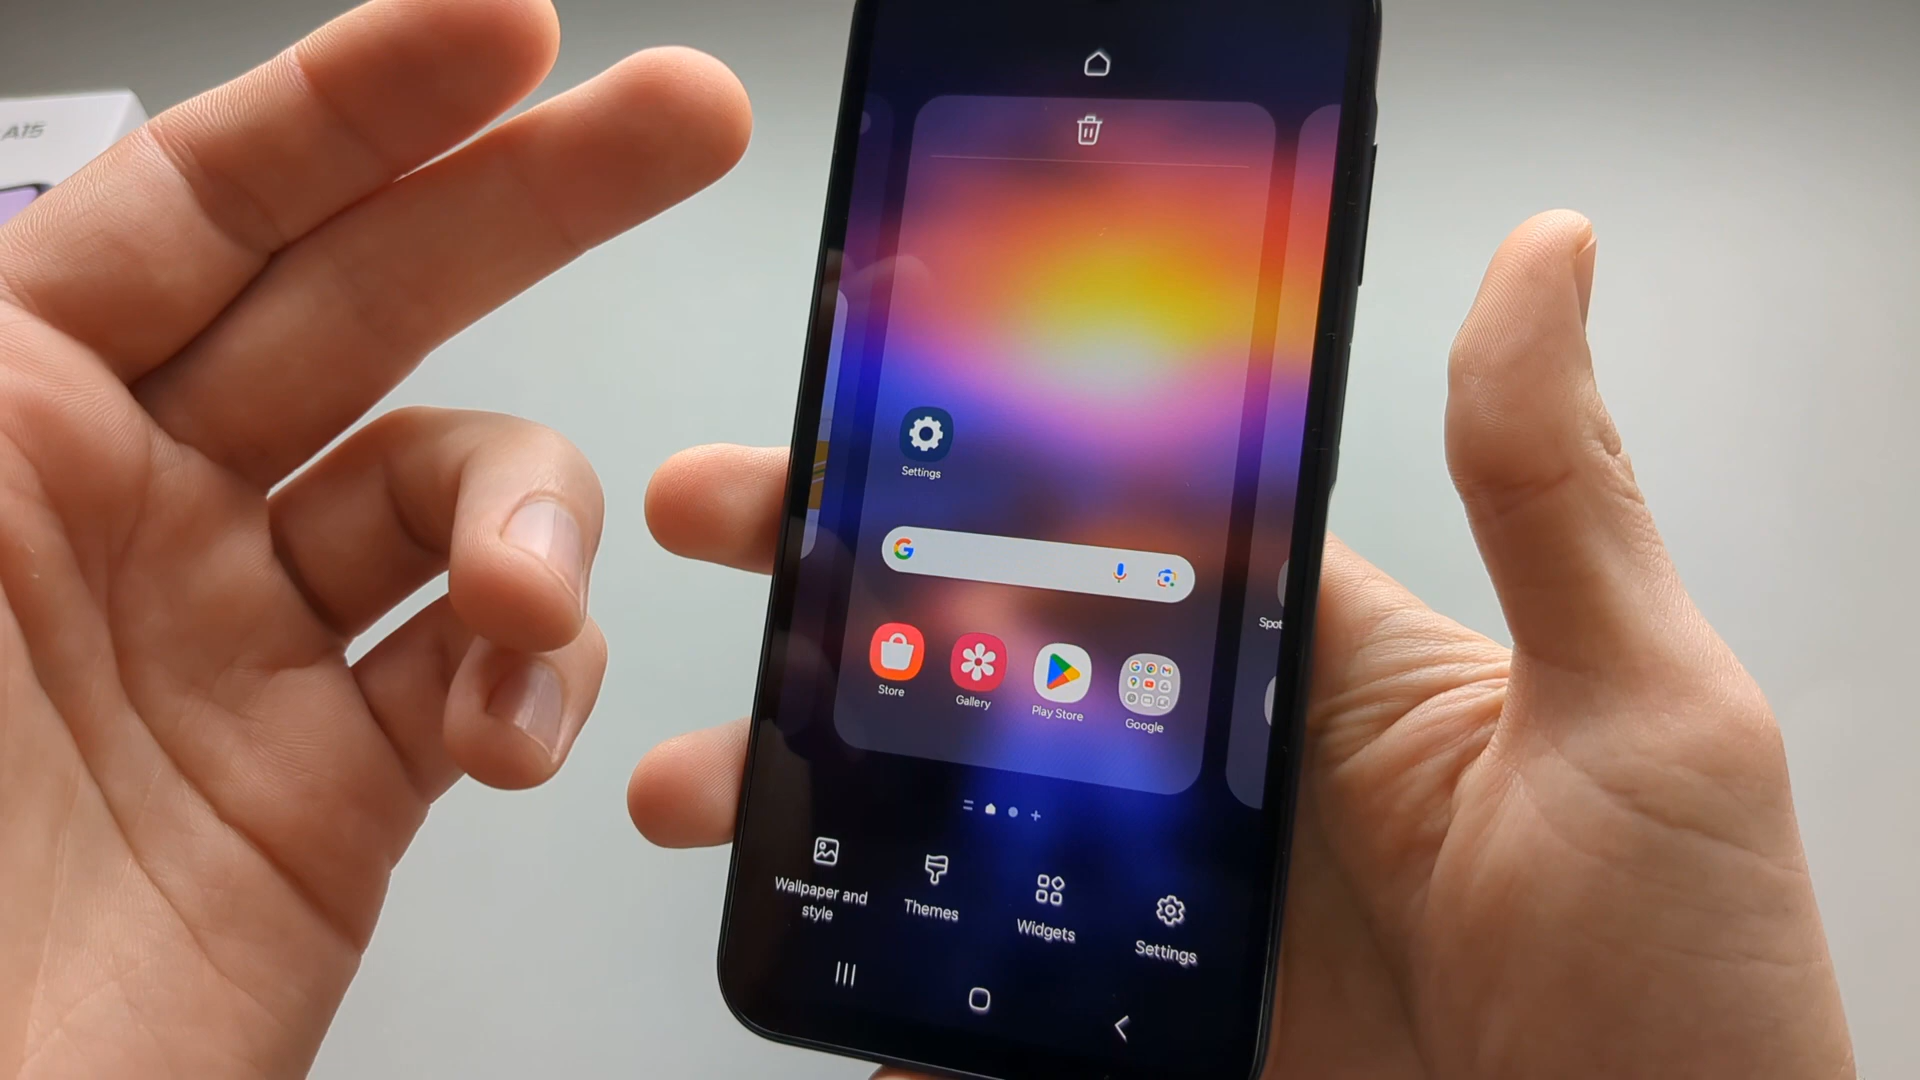 A15
Settings
Spot
Store
Gallery
Play Store
Google
Wallpaper and
style
Themes
Widgets
Settings